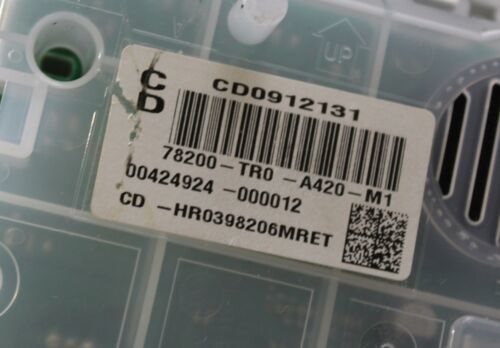 UP
C
D
CD0912131
78200-TR0 -A420-M1
00424924 -000012
CD -HR0398206MRET